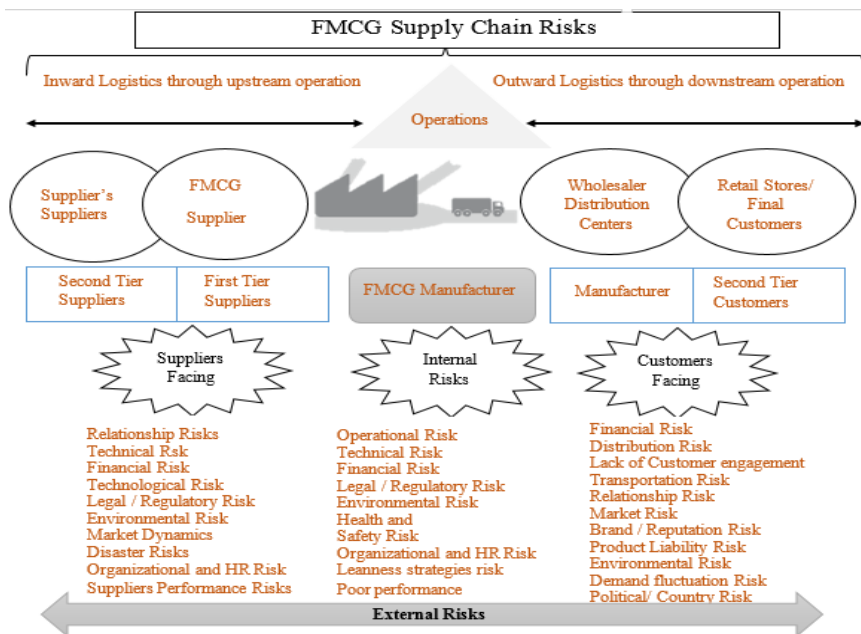 FMCG Supply Chain Risks
Inward Logistics through upstream operation
Outward Logistics through downstream operation
Operations
Supplier's
Suppliers
FMCG
Supplier
Wholesaler
Distribution
Centers
Retail Stores/
Final
Customers
Second Tier
Suppliers
First Tier
Suppliers
FMCG Manufacturer
Manufacturer
Second Tier
Customers
Suppliers
Facing
Internal
Risks
Customers
Facing
Relationship Risks
Technical Rsk
Financial Risk
Technological Risk
Legal / Regulatory Risk
Environmental Risk
Market Dynamics
Disaster Risks
Organizational and HR Risk
Suppliers Performance Risks
Operational Risk
Technical Risk
Financial Risk
Legal / Regulatory Risk
Environmental Risk
Health and
Safety Risk
Organizational and HR Risk
Leanness strategies risk
Poor performance
Financial Risk
Distribution Risk
Lack of Customer engagement
Transportation Risk
Relationship Risk
Market Risk
Brand / Reputation Risk
Product Liability Risk
Environmental Risk
Demand fluctuation Risk
Political/ Country Risk
External Risks